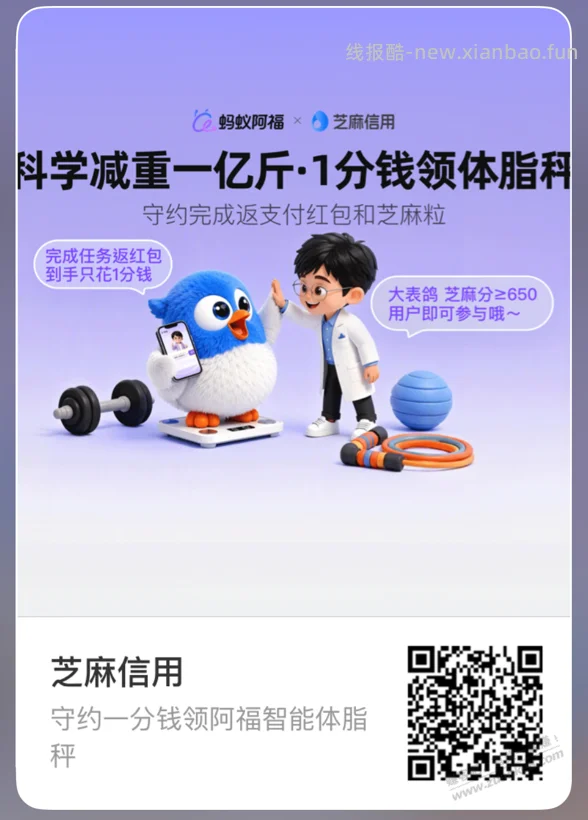 线报酷-new.xianbao.fun
蚂蚁阿福 × 芝麻信用
科学减重一亿斤·1分钱领体脂秤
守约完成返支付红包和芝麻粒
完成任务返红包
到手只花1分钱
大表鸽 芝麻分≥650
用户即可参与哦～
芝麻信用
守约一分钱领阿福智能体脂
秤